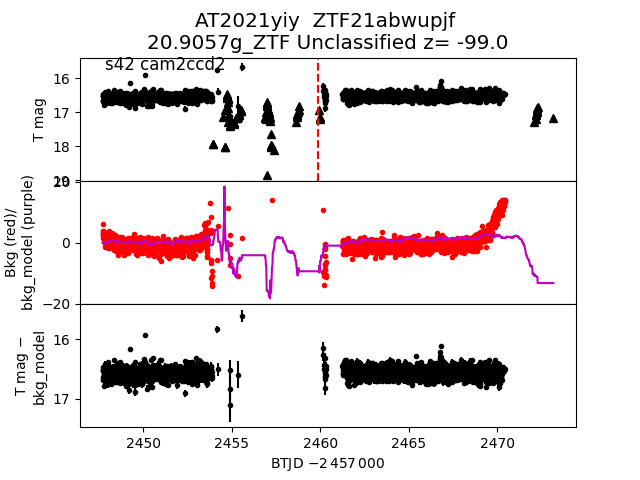 AT2021yiy  ZTF21abwupjf
20.9057g_ZTF Unclassified z= -99.0
s42 cam2ccd2
T mag
16
17
18
Bkg (red)/
bkg_model (purple)
20
0
−20
T mag −
bkg_model
16
17
2450
2455
2460
2465
2470
BTJD −2 457 000